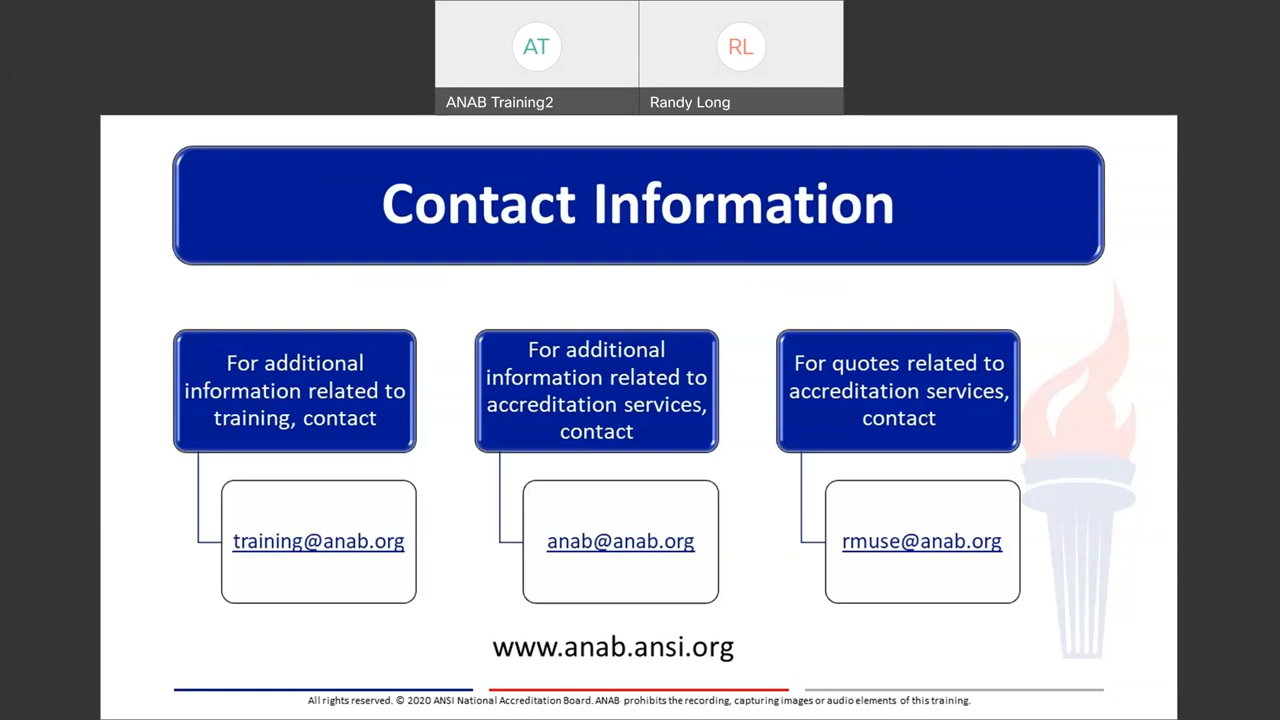 AT
RL
ANAB Training2
Randy Long
Contact Information
For additional
information related to
training, contact
For additional
information related to
accreditation services,
contact
For quotes related to
accreditation services,
contact
training@anab.org
anab@anab.org
rmuse@anab.org
www.anab.ansi.org
All rights reserved. © 2020 ANSI National Accreditation Board. ANAB prohibits the recording, capturing images or audio elements of this training.